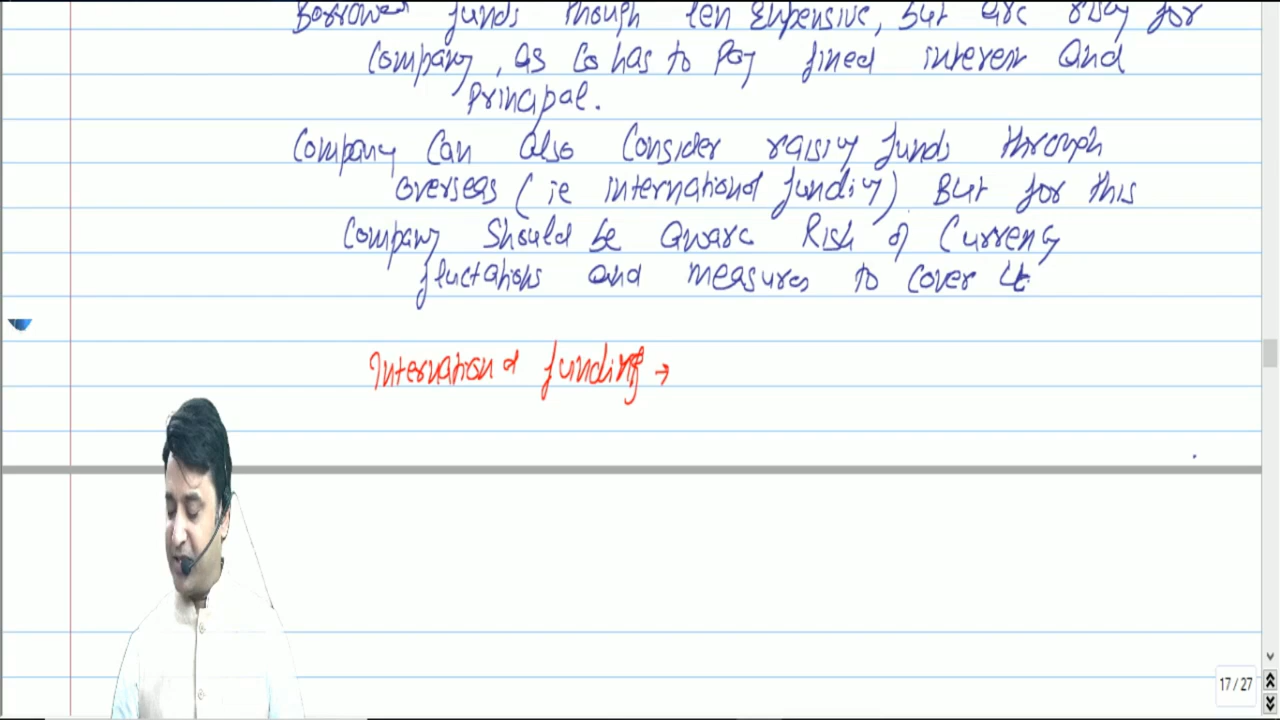 Borrowed funds though less Expensive, But are risky for
Company, as Co has to Pay fixed interest and
Principal.
Company Can also Consider raising funds through
overseas (ie international funding) But for this
Company should be aware Risk of Currency
fluctations and measures to cover it
International funding →
17 / 27